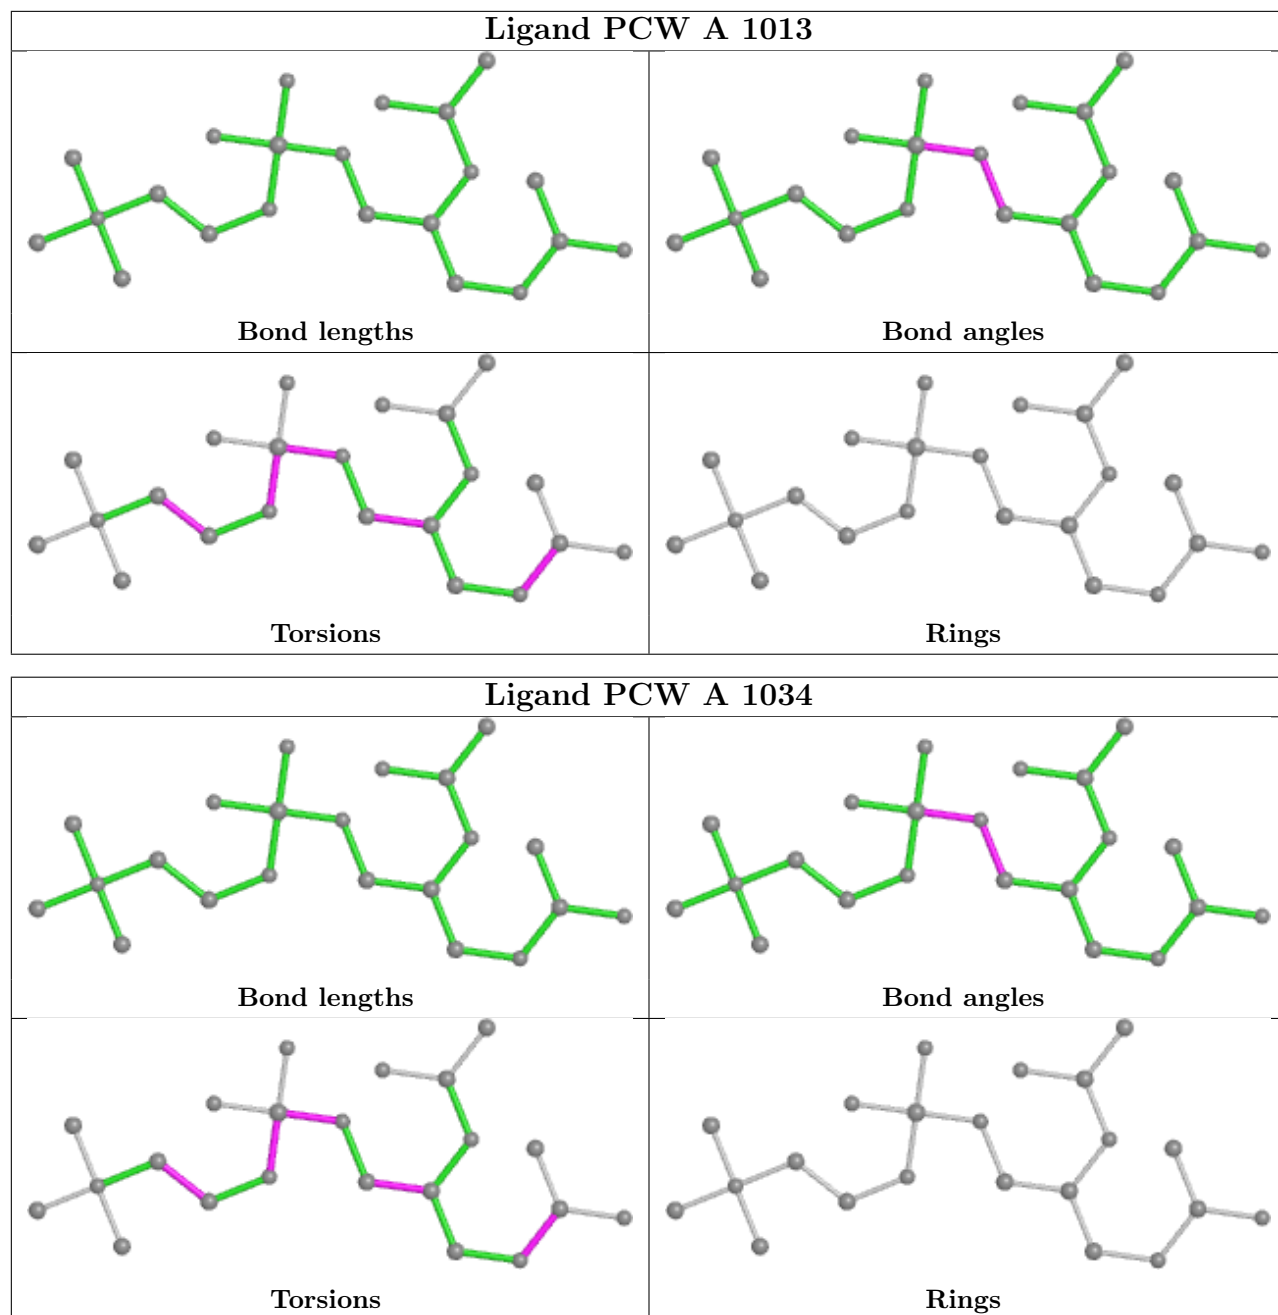 Ligand PCW A 1013
Bond lengths
Bond angles
Torsions
Rings
Ligand PCW A 1034
Bond lengths
Bond angles
Torsions
Rings